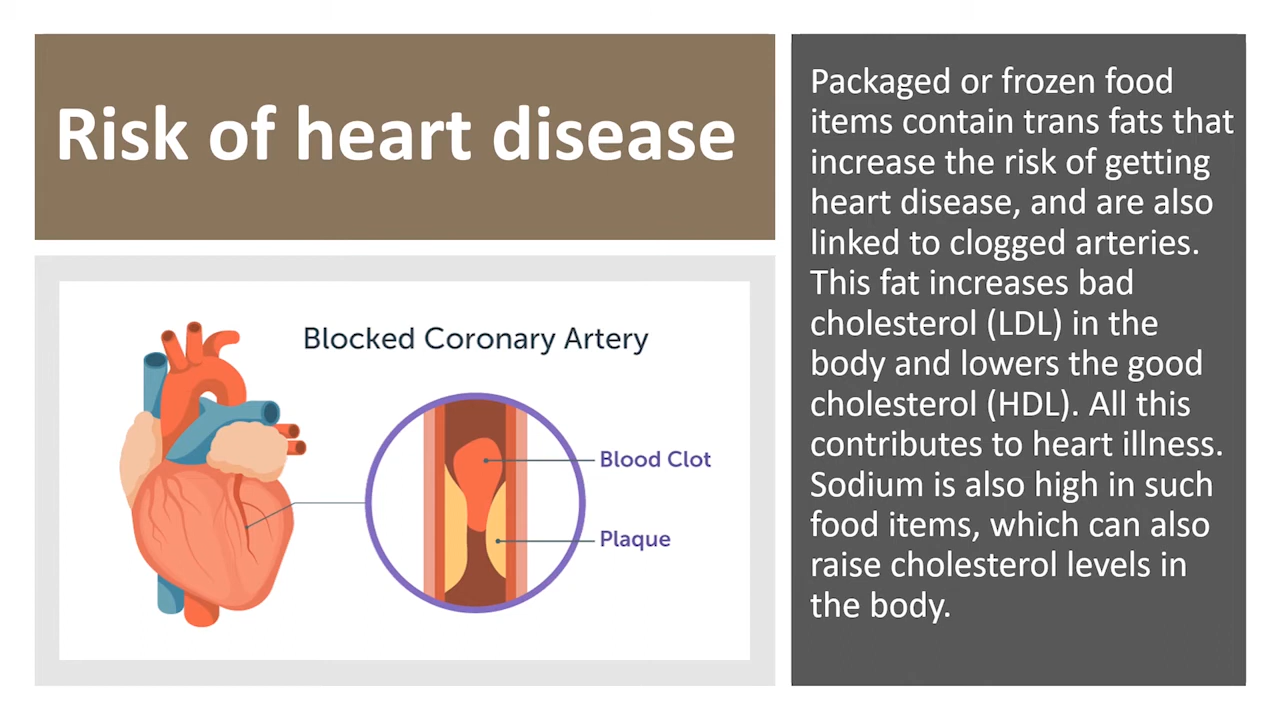 Risk of heart disease
Blocked Coronary Artery
Blood Clot
Plaque
Packaged or frozen food
items contain trans fats that
increase the risk of getting
heart disease, and are also
linked to clogged arteries.
This fat increases bad
cholesterol (LDL) in the
body and lowers the good
cholesterol (HDL). All this
contributes to heart illness.
Sodium is also high in such
food items, which can also
raise cholesterol levels in
the body.